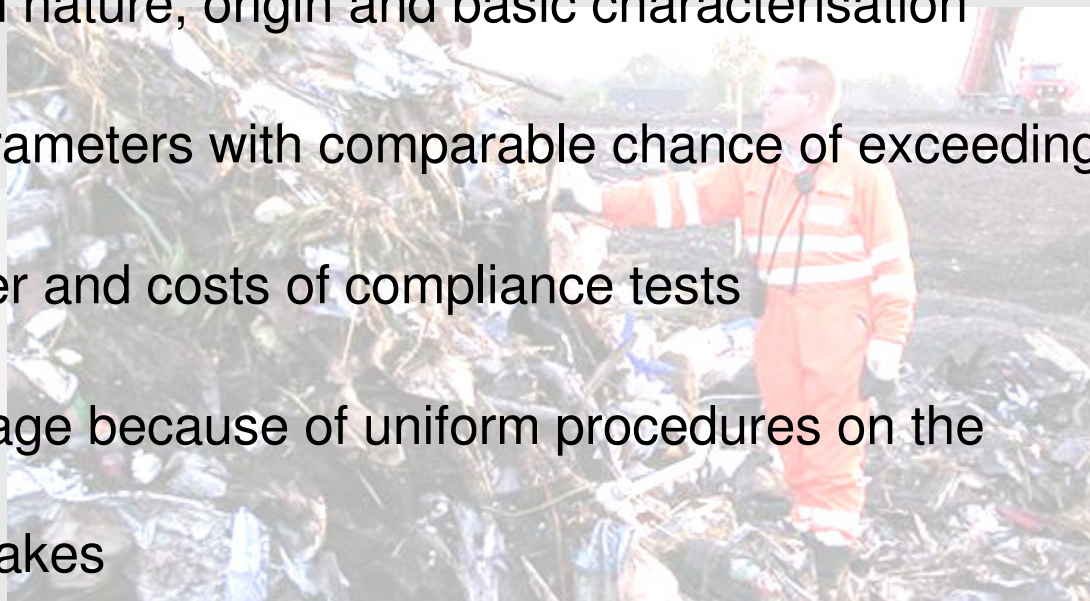 nature, origin and basic characterisation
rameters with comparable chance of exceeding
er and costs of compliance tests
age because of uniform procedures on the
akes